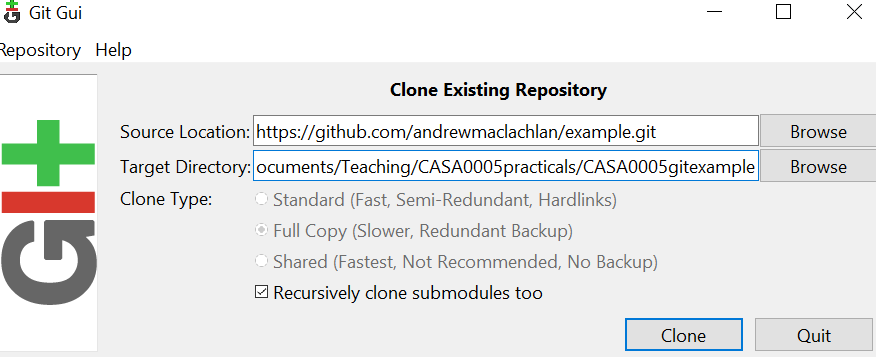 Git Gui
Repository Help
Clone Existing Repository
Source Location: https://github.com/andrewmaclachlan/example.git Browse
Target Directory: ocuments/Teaching/CASA0005practicals/CASA0005gitexample Browse
Clone Type: Standard (Fast, Semi-Redundant, Hardlinks)
Full Copy (Slower, Redundant Backup)
Shared (Fastest, Not Recommended, No Backup)
Recursively clone submodules too
Clone Quit
GIT